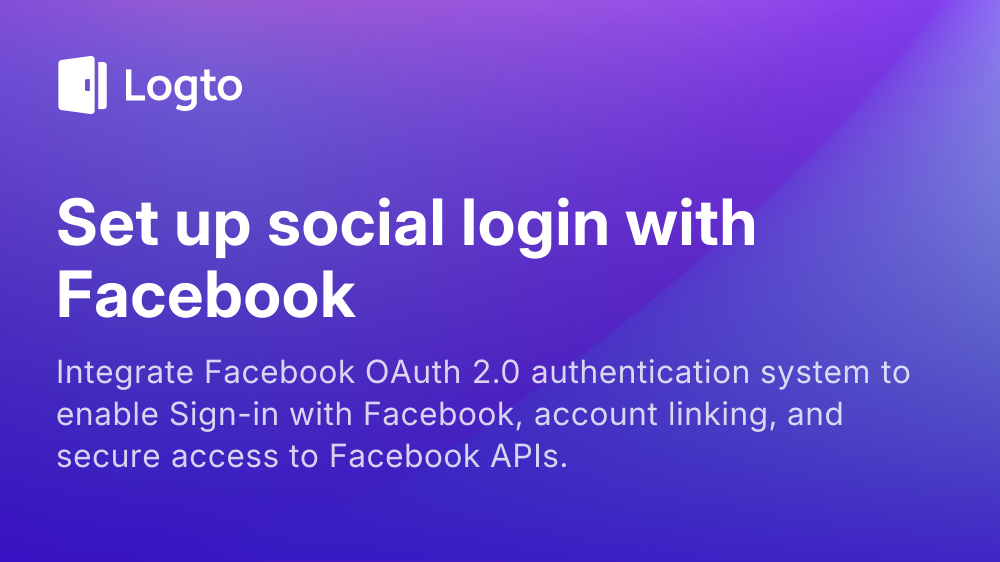 Logto
Set up social login with
Facebook
Integrate Facebook OAuth 2.0 authentication system to
enable Sign-in with Facebook, account linking, and
secure access to Facebook APIs.